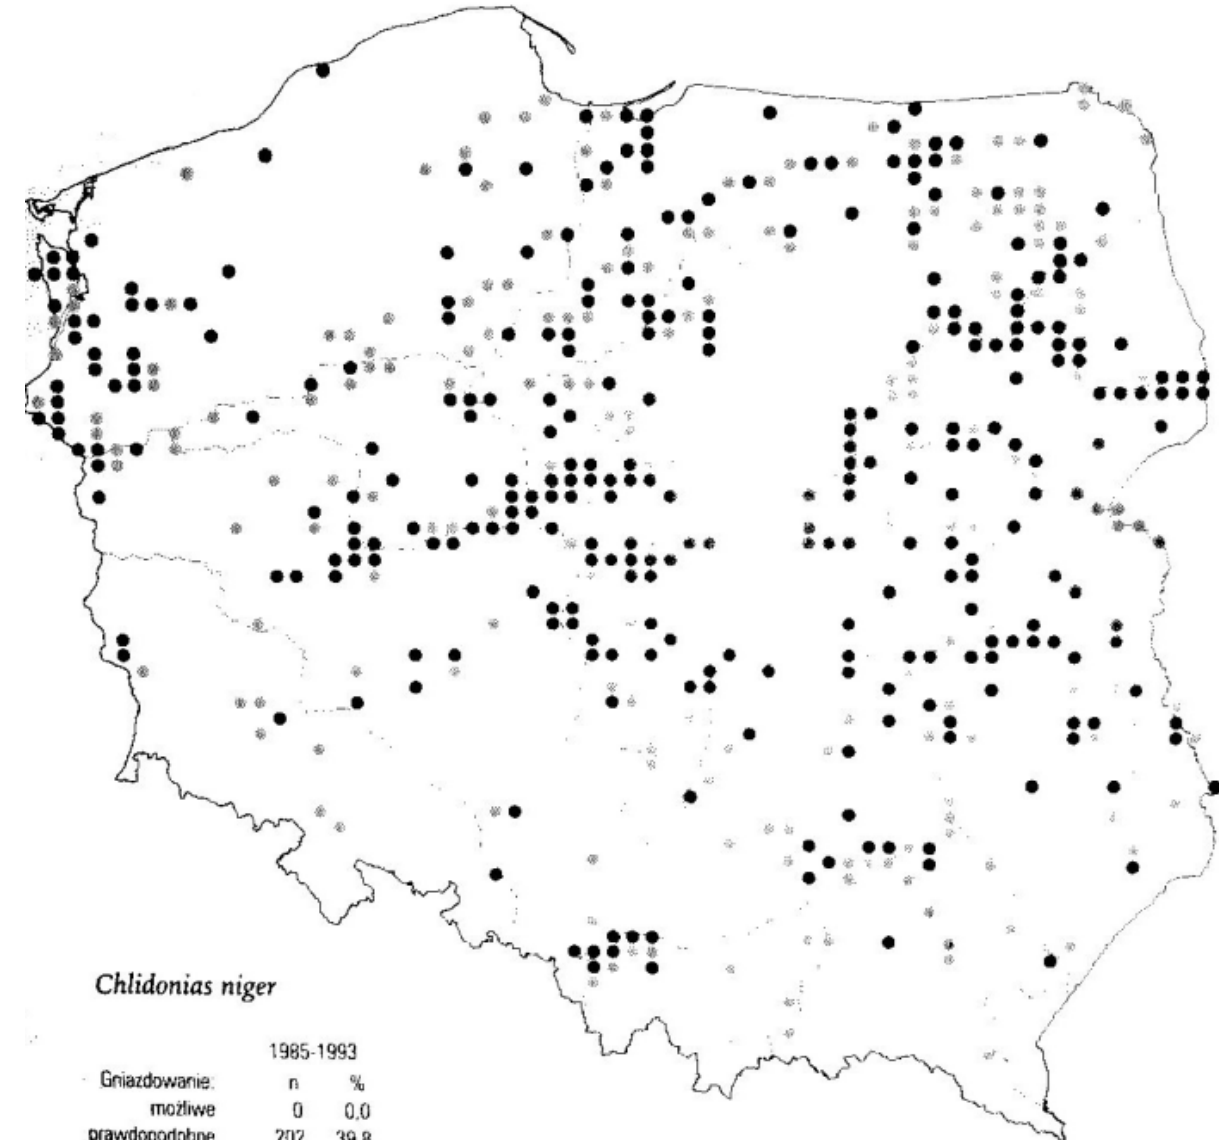 Chlidonias niger
1985-1993
Gniazdowanie: n %
możliwe 0 0,0
prawdopodobne 202 39,8